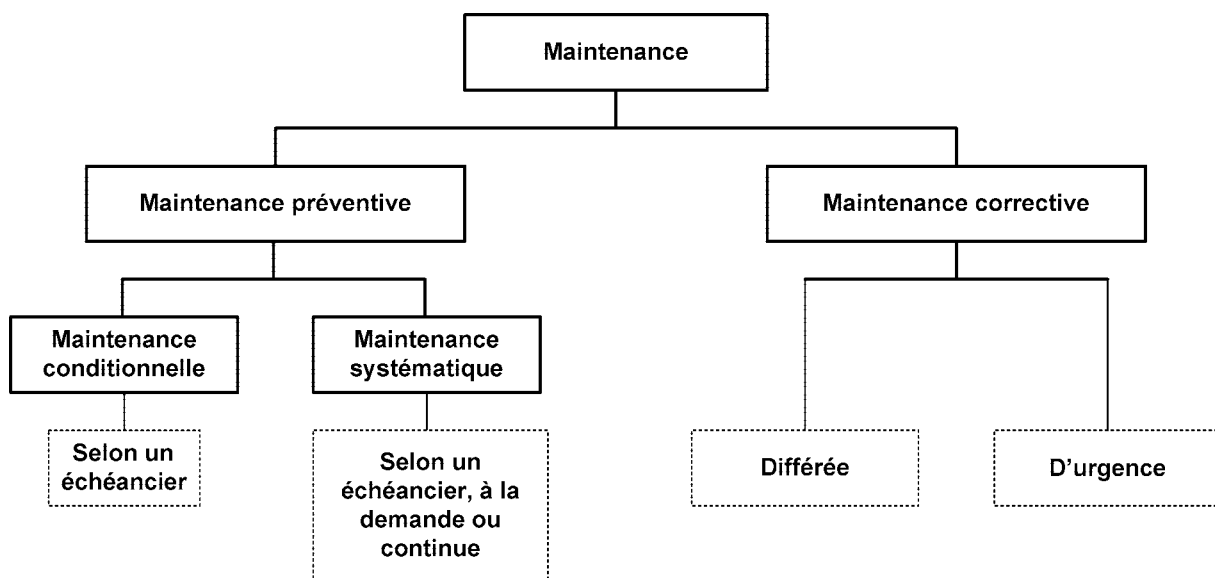 Maintenance
Maintenance préventive
Maintenance corrective
Maintenance
conditionnelle
Maintenance
systématique
Selon un
échéancier
Selon un
échéancier, à la
demande ou
continue
Différée
D'urgence